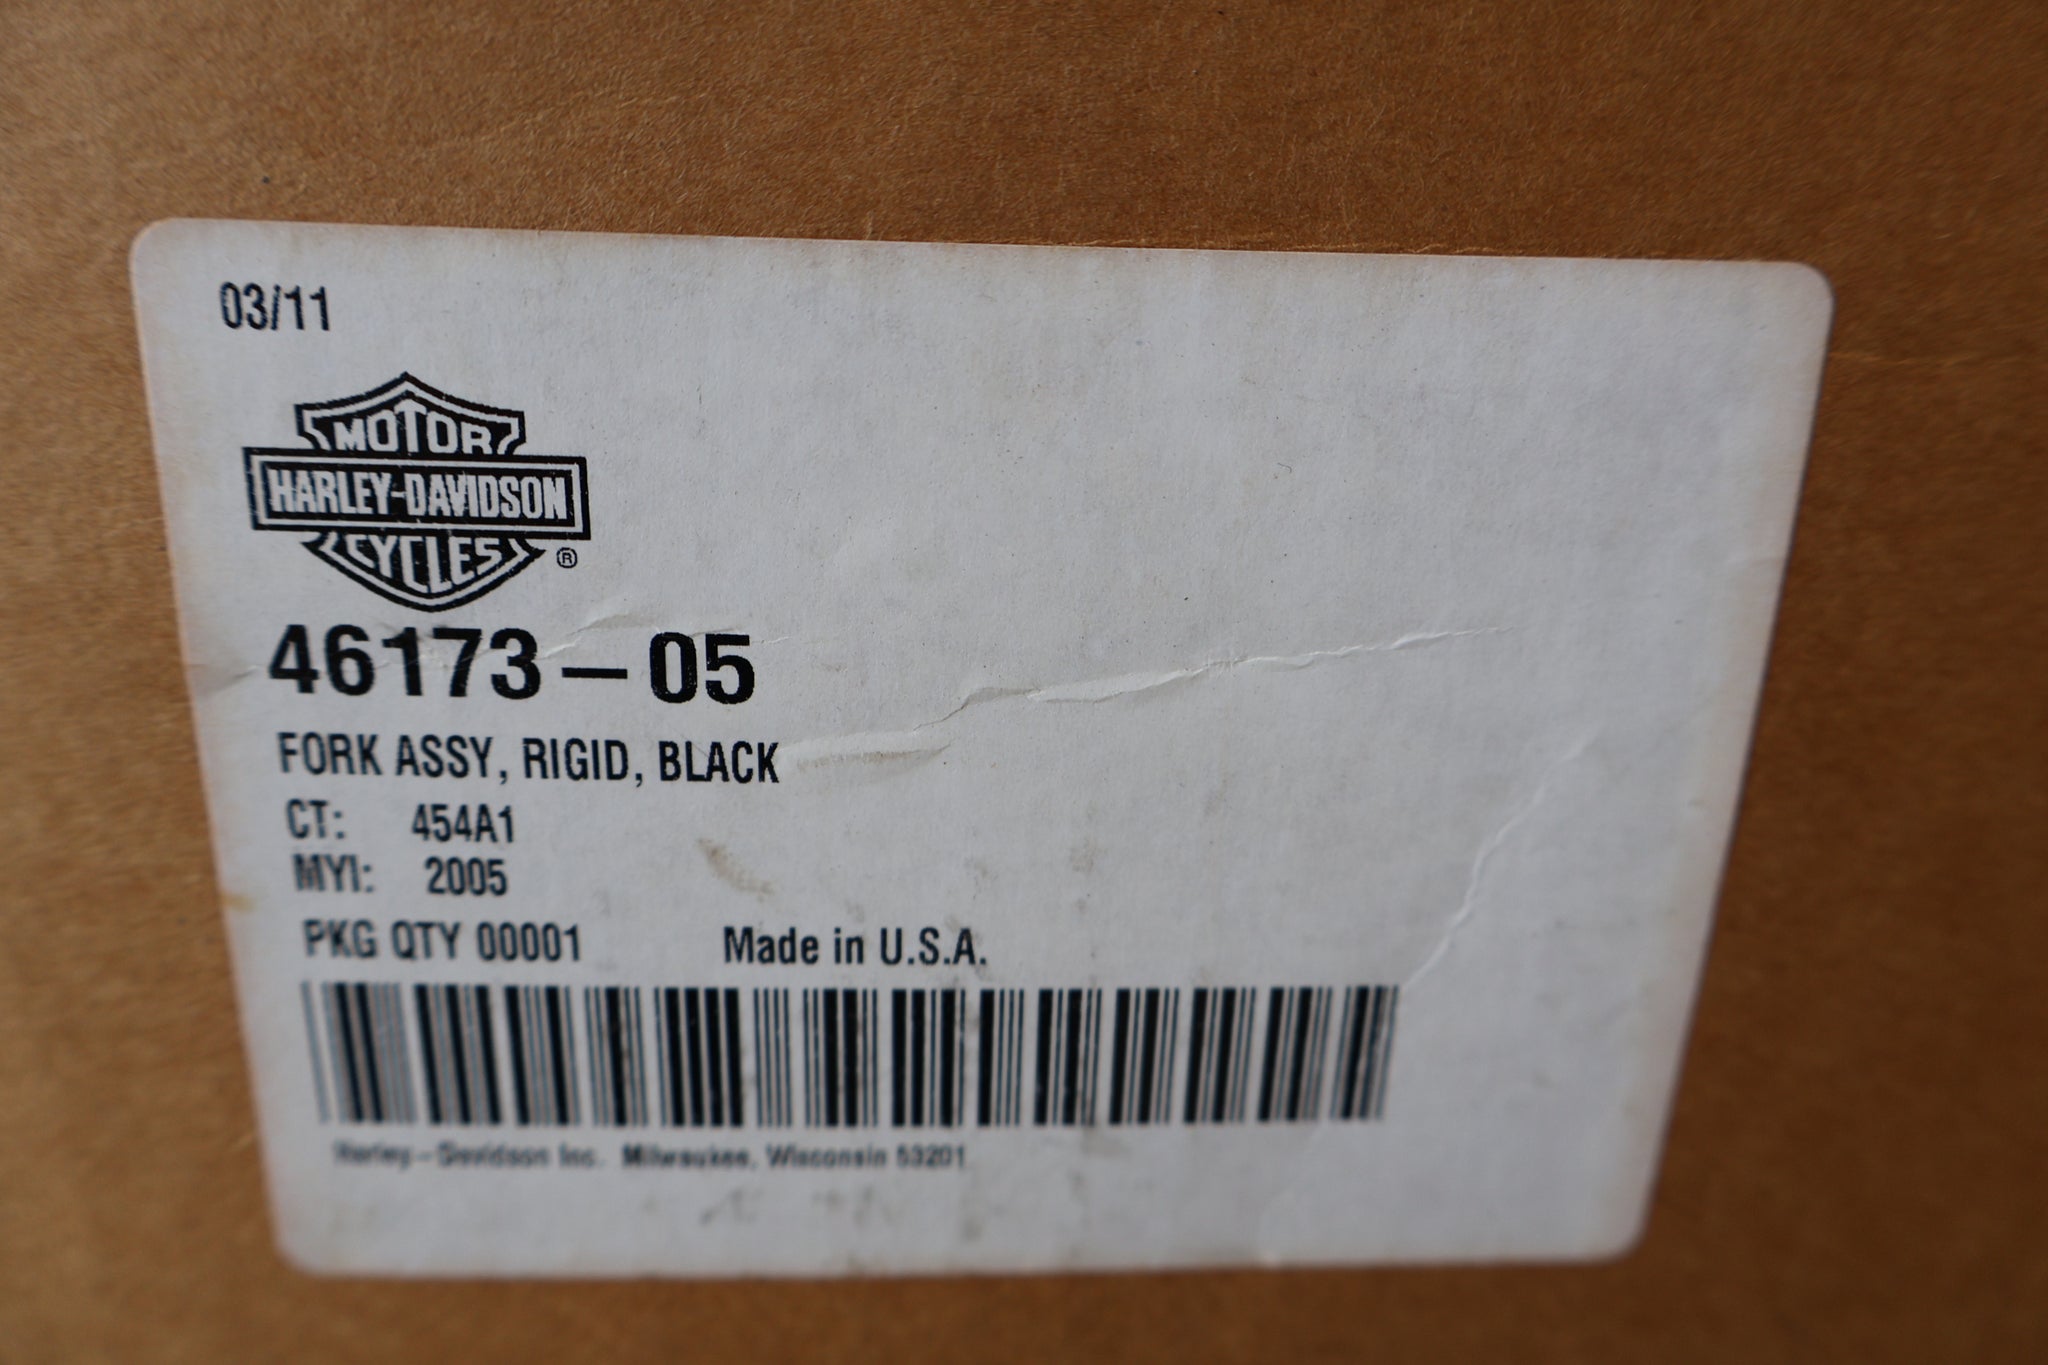 03/11
MOTOR
HARLEY-DAVIDSON
CYCLES
®
46173-05
FORK ASSY, RIGID, BLACK
CT: 454A1
MYI: 2005
PKG QTY 00001 Made in U.S.A.
Harley-Davidson Inc. Milwaukee, Wisconsin 53201